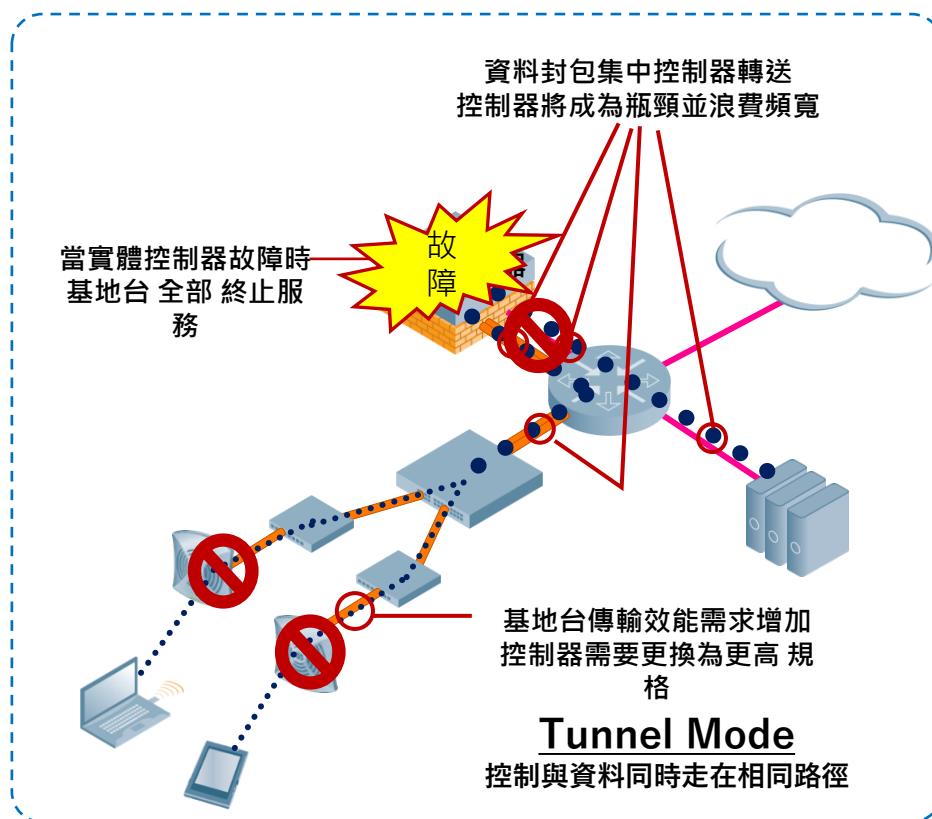 資料封包集中控制器轉送
控制器將成為瓶頸並浪費頻寬
故
障
當實體控制器故障時
基地台 全部 終止服
務
基地台傳輸效能需求增加
控制器需要更換為更高 規
格
Tunnel Mode
控制與資料同時走在相同路徑